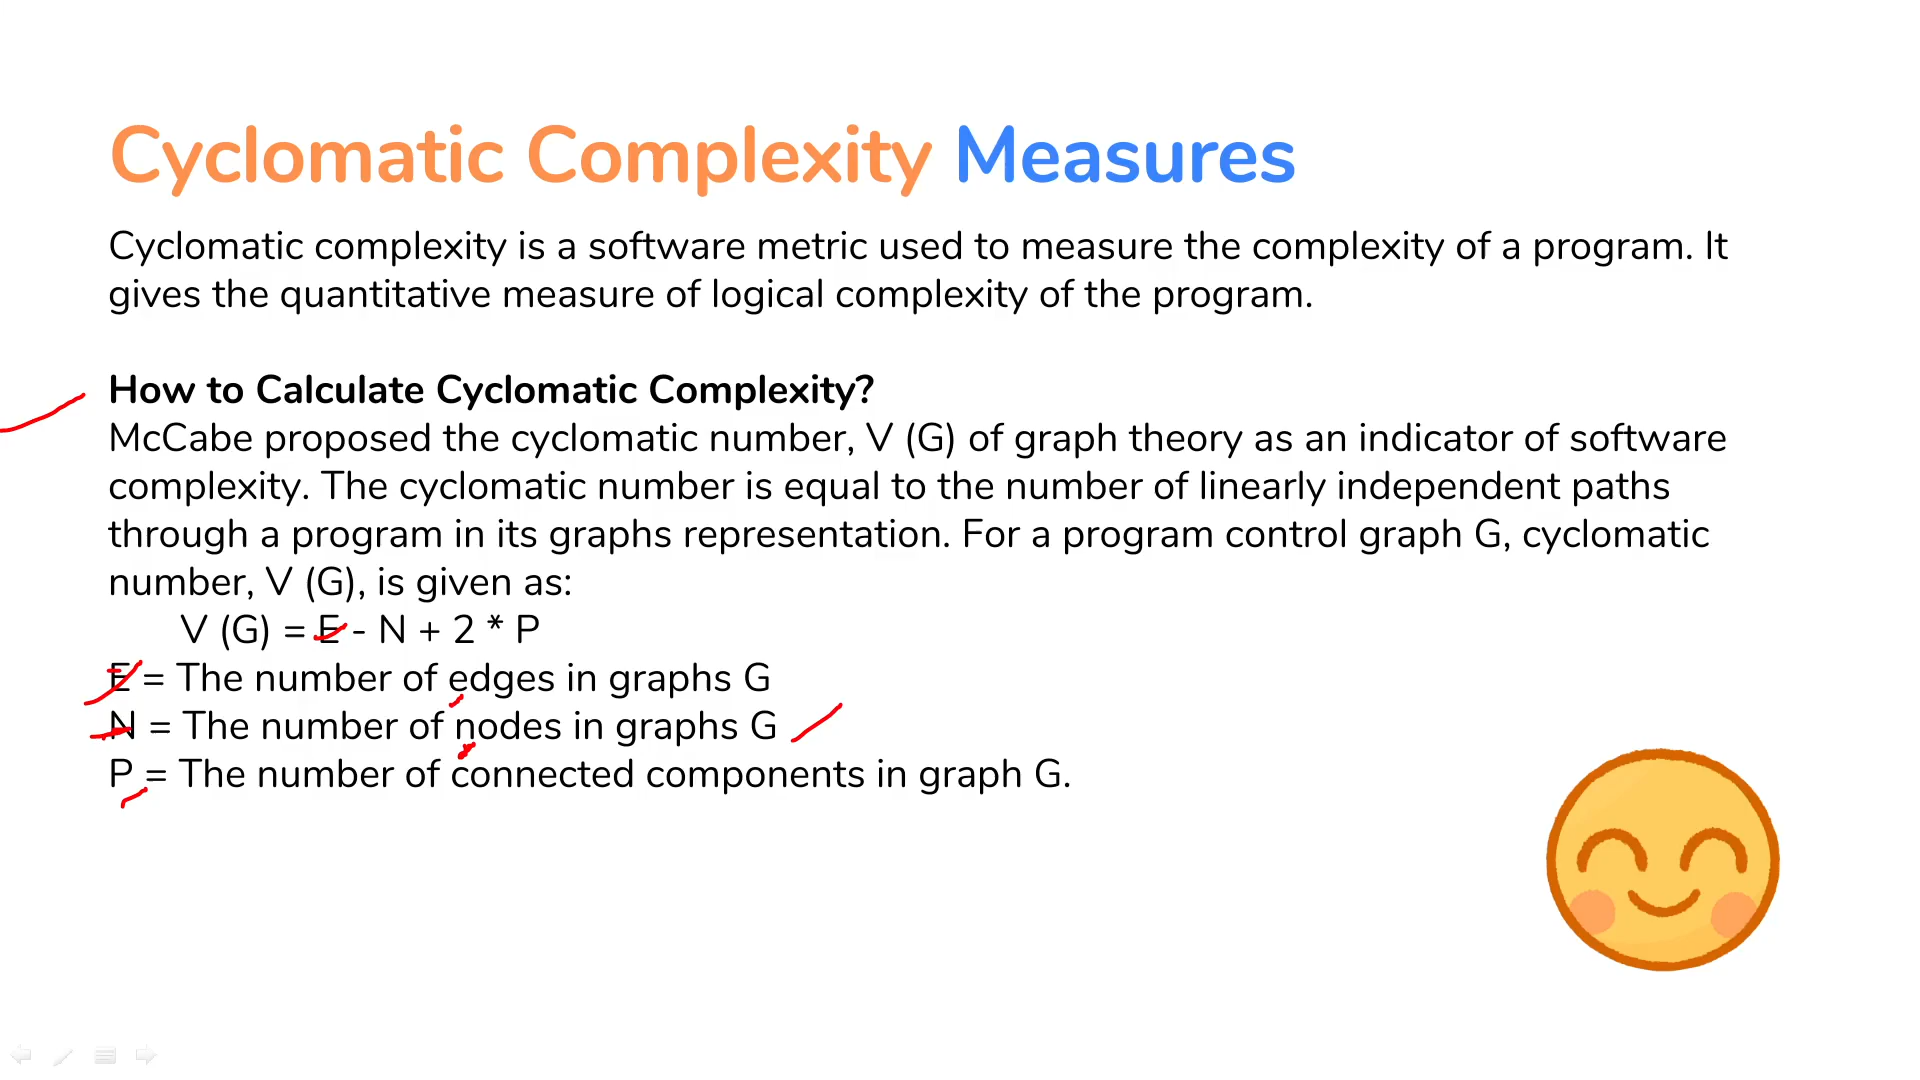 Cyclomatic Complexity Measures
Cyclomatic complexity is a software metric used to measure the complexity of a program. It
gives the quantitative measure of logical complexity of the program.
How to Calculate Cyclomatic Complexity?
McCabe proposed the cyclomatic number, V (G) of graph theory as an indicator of software
complexity. The cyclomatic number is equal to the number of linearly independent paths
through a program in its graphs representation. For a program control graph G, cyclomatic
number, V (G), is given as:
V (G) = E - N + 2 * P
E = The number of edges in graphs G
N = The number of nodes in graphs G
P = The number of connected components in graph G.